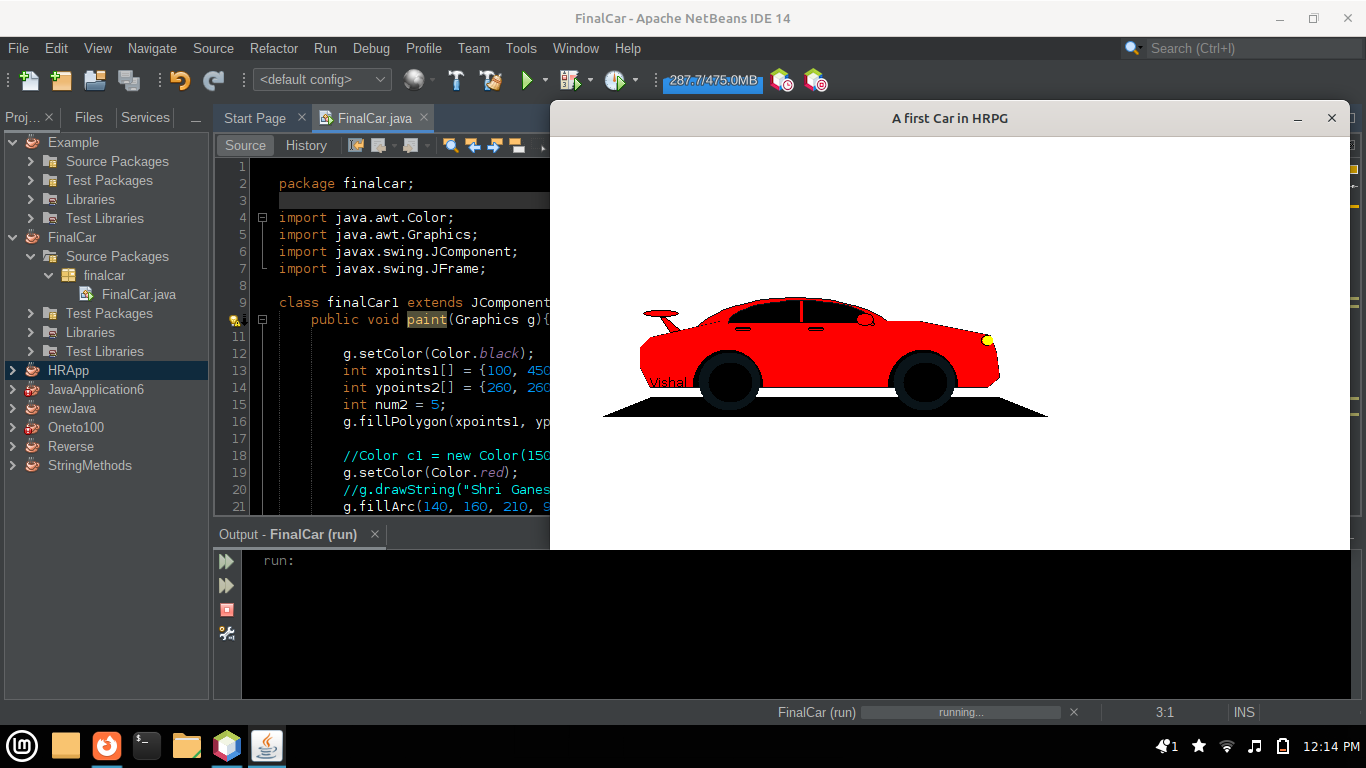 FinalCar - Apache NetBeans IDE 14
File Edit View Navigate Source Refactor Run Debug Profile Team Tools Window Help
Search (Ctrl+I)
<default config>
287.7/475.0MB
Proj... Files Services
Start Page FinalCar.java
A first Car in HRPG
Source History
Example
Source Packages
Test Packages
Libraries
Test Libraries
FinalCar
Source Packages
finalcar
FinalCar.java
Test Packages
Libraries
Test Libraries
HRApp
JavaApplication6
newJava
Oneto100
Reverse
StringMethods
1
2 package finalcar;
3
4 import java.awt.Color;
5 import java.awt.Graphics;
6 import javax.swing.JComponent;
7 import javax.swing.JFrame;
8
9 class finalCar1 extends JComponent
public void paint(Graphics g){
11
12 g.setColor(Color.black);
13 int xpoints1[] = {100, 450
14 int ypoints2[] = {260, 260
15 int num2 = 5;
16 g.fillPolygon(xpoints1, yp
17
18 //Color c1 = new Color(150
19 g.setColor(Color.red);
20 //g.drawString("Shri Ganes
21 g.fillArc(140, 160, 210, 9
Vishal
Output - FinalCar (run)
run:
FinalCar (run) running... 3:1 INS
1 12:14 PM